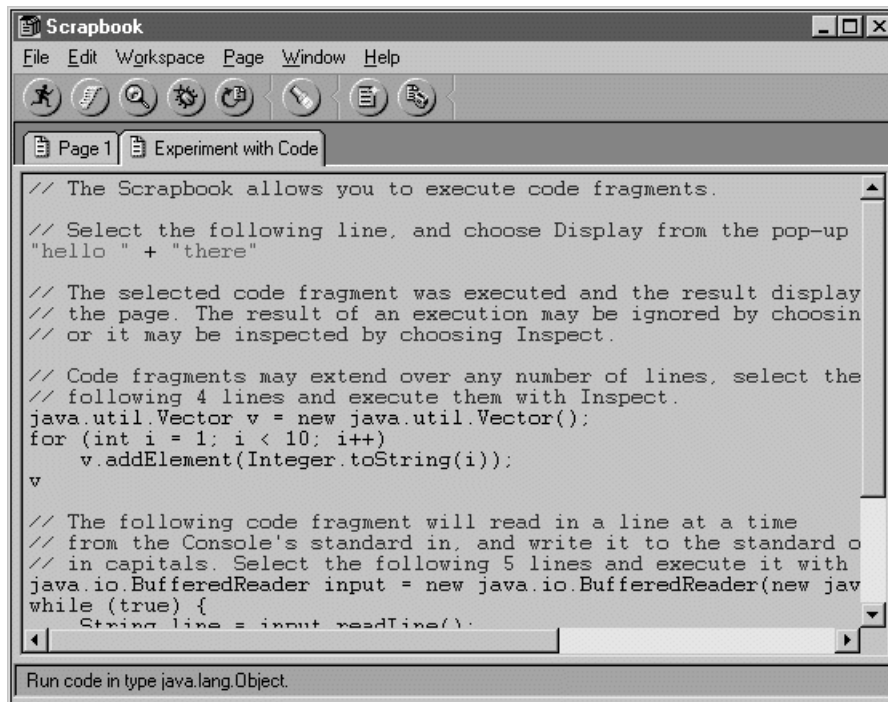 Scrapbook
File Edit Workspace Page Window Help
Page 1 Experiment with Code
// The Scrapbook allows you to execute code fragments.
// Select the following line, and choose Display from the pop-up
"hello " + "there"
// The selected code fragment was executed and the result display
// the page. The result of an execution may be ignored by choosin
// or it may be inspected by choosing Inspect.
// Code fragments may extend over any number of lines, select the
// following 4 lines and execute them with Inspect.
java.util.Vector v = new java.util.Vector();
for (int i = 1; i < 10; i++)
    v.addElement(Integer.toString(i));
v
// The following code fragment will read in a line at a time
// from the Console's standard in, and write it to the standard o
// in capitals. Select the following 5 lines and execute it with
java.io.BufferedReader input = new java.io.BufferedReader(new jav
while (true) {
    String line = input.readLine();
Run code in type java.lang.Object.